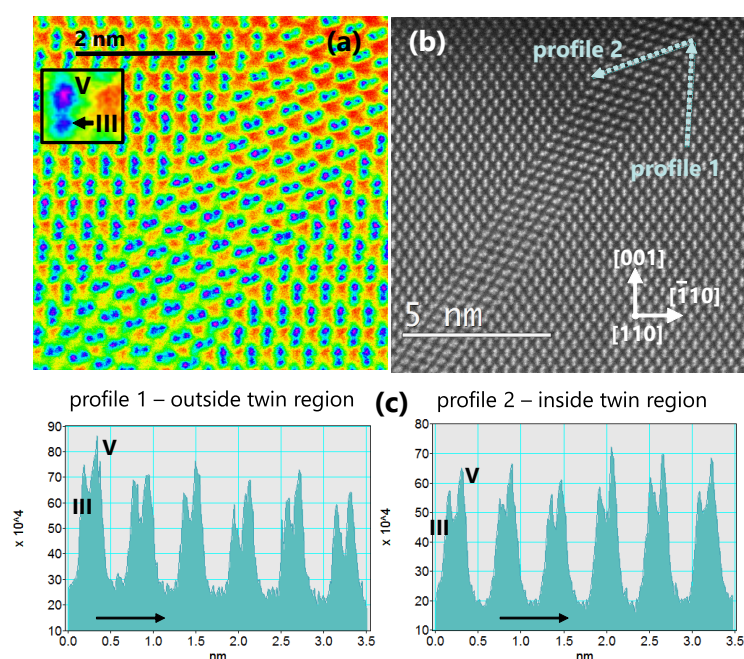 2 nm
(a)
V
III
(b)
profile 2
profile 1
[001]
[1̄10]
[110]
5 nm
profile 1 – outside twin region
(c)
profile 2 – inside twin region
90
80
70
60
50
40
30
20
10
x 10^4
V
III
0.0 0.5 1.0 1.5 2.0 2.5 3.0 3.5
nm
80
70
60
50
40
30
20
10
x 10^4
V
III
0.0 0.5 1.0 1.5 2.0 2.5 3.0 3.5
nm